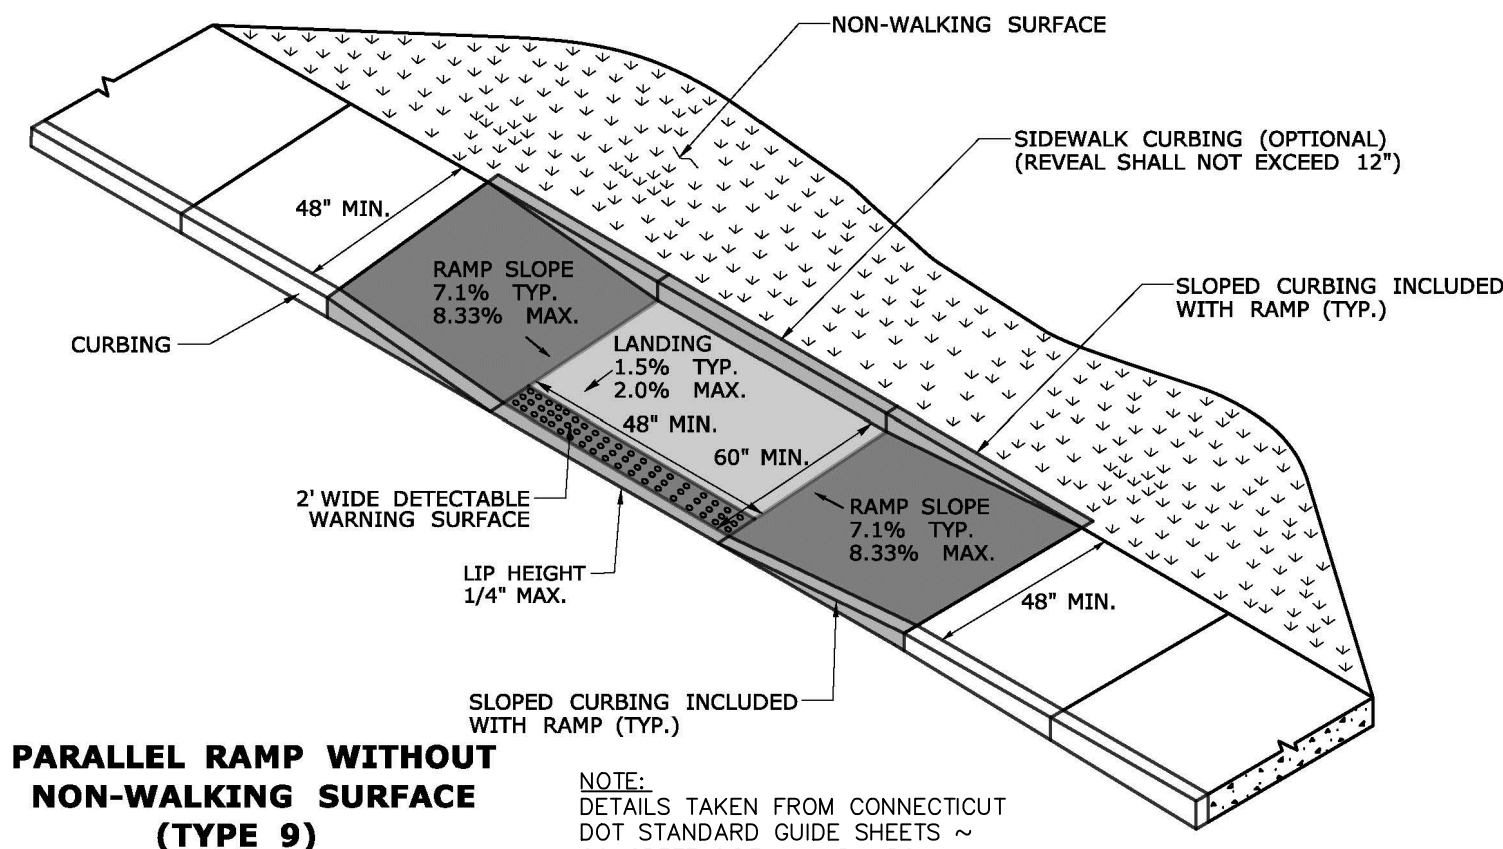 NON-WALKING SURFACE
SIDEWALK CURBING (OPTIONAL)
(REVEAL SHALL NOT EXCEED 12")
48" MIN.
RAMP SLOPE
7.1% TYP.
8.33% MAX.
SLOPED CURBING INCLUDED
WITH RAMP (TYP.)
CURBING
LANDING
1.5% TYP.
2.0% MAX.
48" MIN.
60" MIN.
2' WIDE DETECTABLE
WARNING SURFACE
RAMP SLOPE
7.1% TYP.
8.33% MAX.
LIP HEIGHT
1/4" MAX.
48" MIN.
SLOPED CURBING INCLUDED
WITH RAMP (TYP.)
PARALLEL RAMP WITHOUT
NON-WALKING SURFACE
(TYPE 9)
NOTE:
DETAILS TAKEN FROM CONNECTICUT
DOT STANDARD GUIDE SHEETS ~